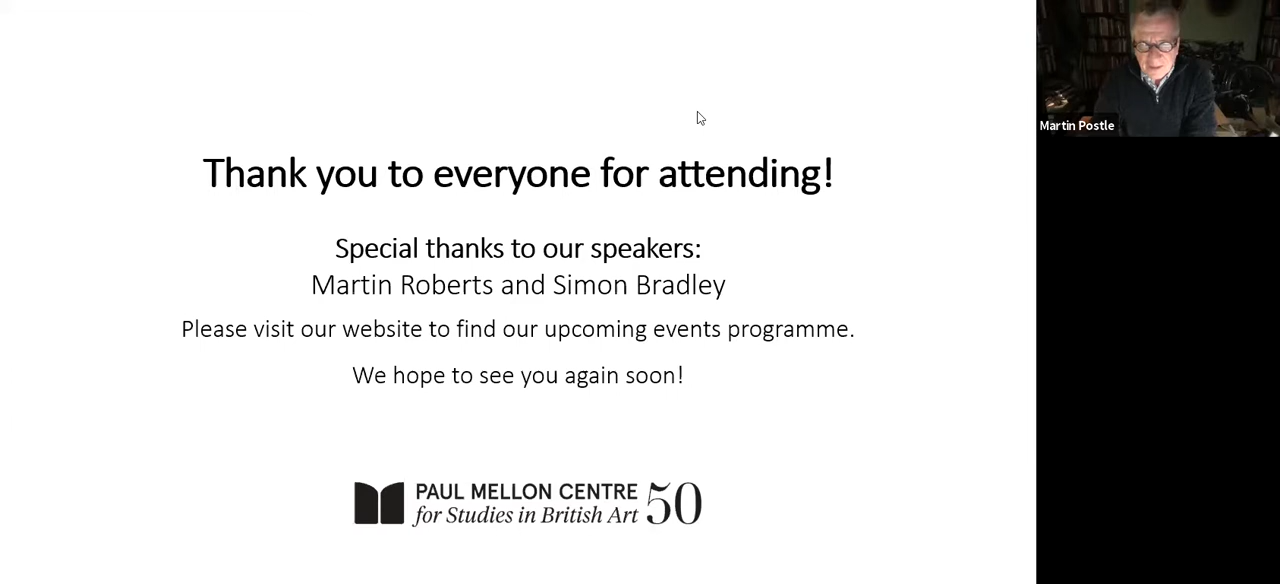 Thank you to everyone for attending!
Special thanks to our speakers:
Martin Roberts and Simon Bradley
Please visit our website to find our upcoming events programme.
We hope to see you again soon!
PAUL MELLON CENTRE 50
for Studies in British Art
Martin Postle